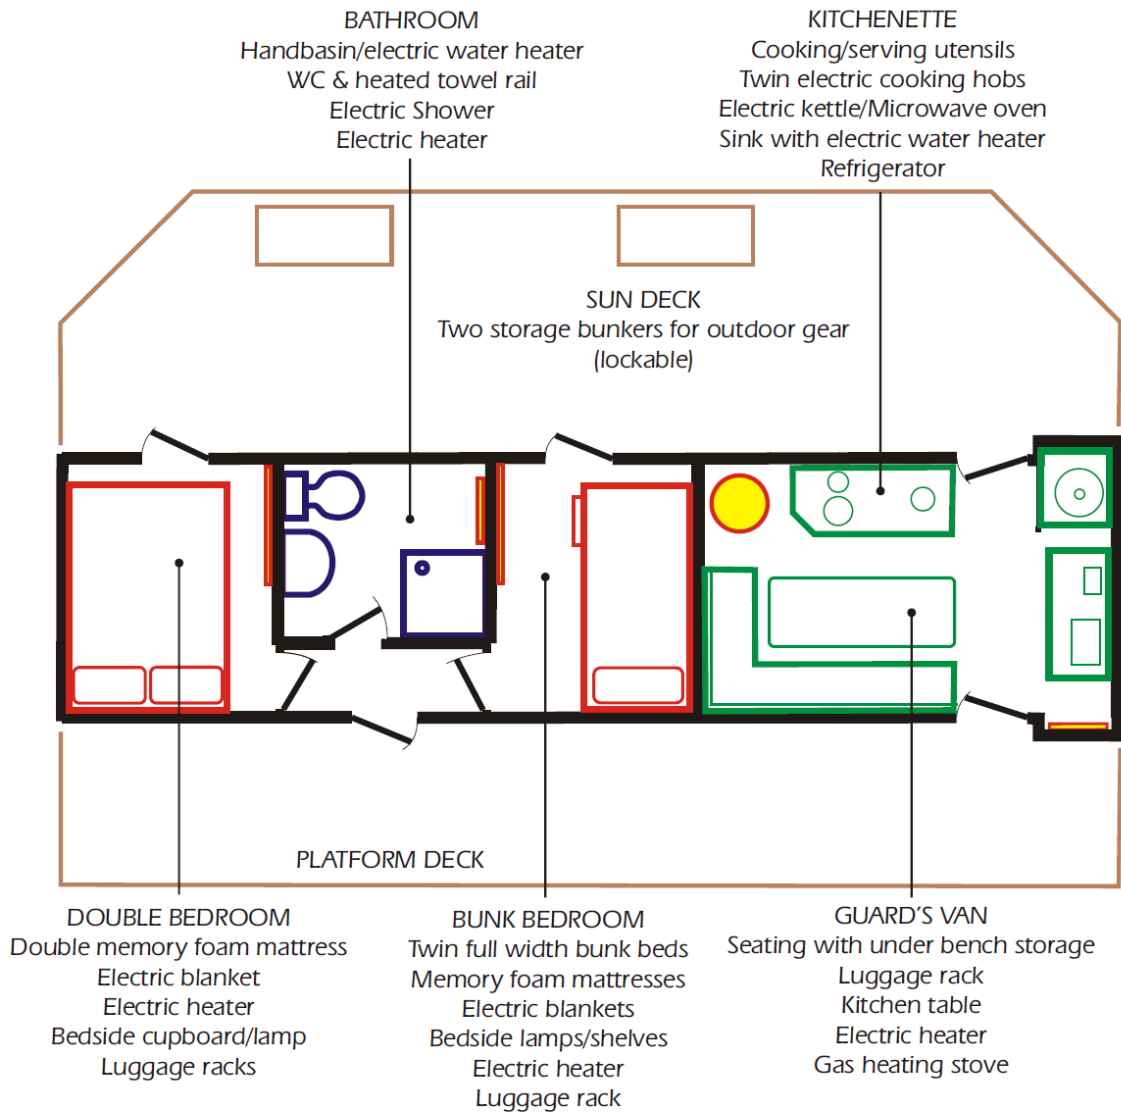 BATHROOM
Handbasin/electric water heater
WC & heated towel rail
Electric Shower
Electric heater
KITCHENETTE
Cooking/serving utensils
Twin electric cooking hobs
Electric kettle/Microwave oven
Sink with electric water heater
Refrigerator
SUN DECK
Two storage bunkers for outdoor gear
(lockable)
PLATFORM DECK
DOUBLE BEDROOM
Double memory foam mattress
Electric blanket
Electric heater
Bedside cupboard/lamp
Luggage racks
BUNK BEDROOM
Twin full width bunk beds
Memory foam mattresses
Electric blankets
Bedside lamps/shelves
Electric heater
Luggage rack
GUARD'S VAN
Seating with under bench storage
Luggage rack
Kitchen table
Electric heater
Gas heating stove